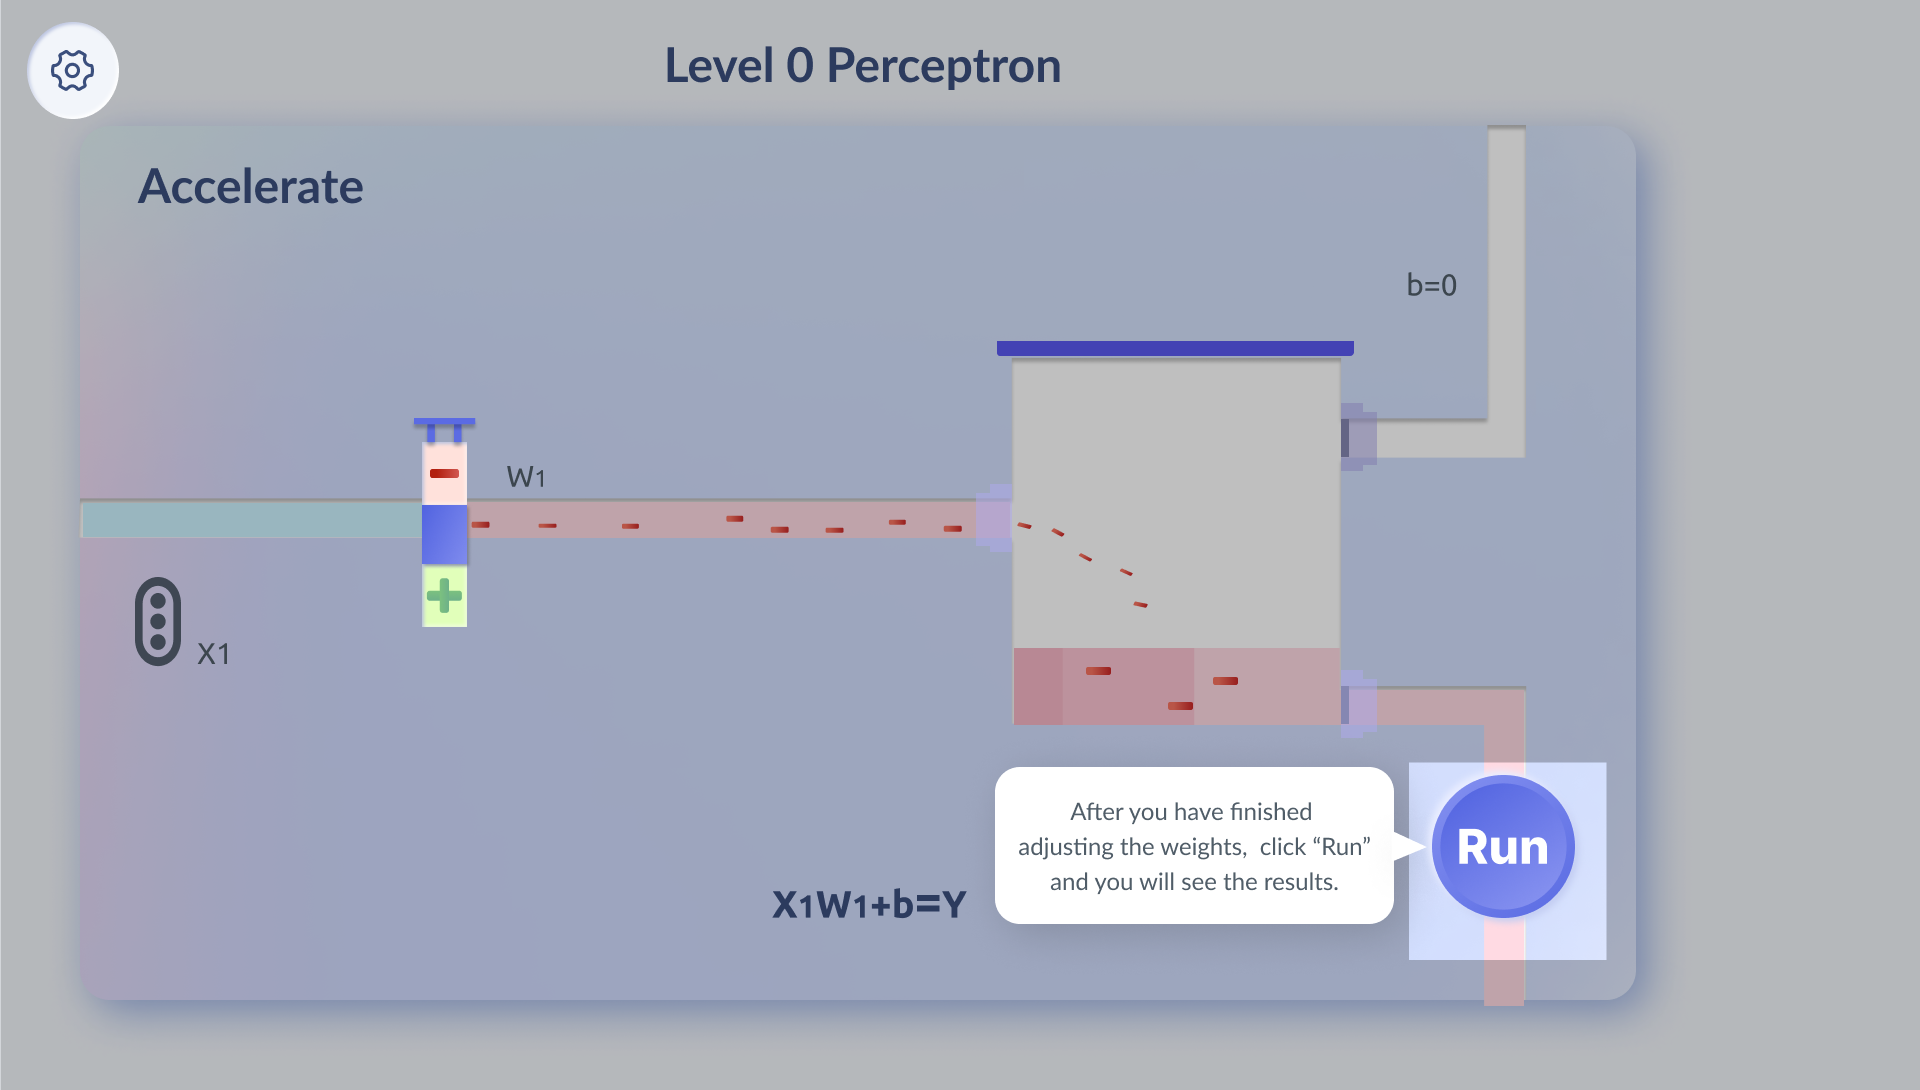 Level 0 Perceptron
Accelerate
b=0
W1
X1
After you have finished
adjusting the weights, click “Run”
and you will see the results.
Run
X1W1+b=Y